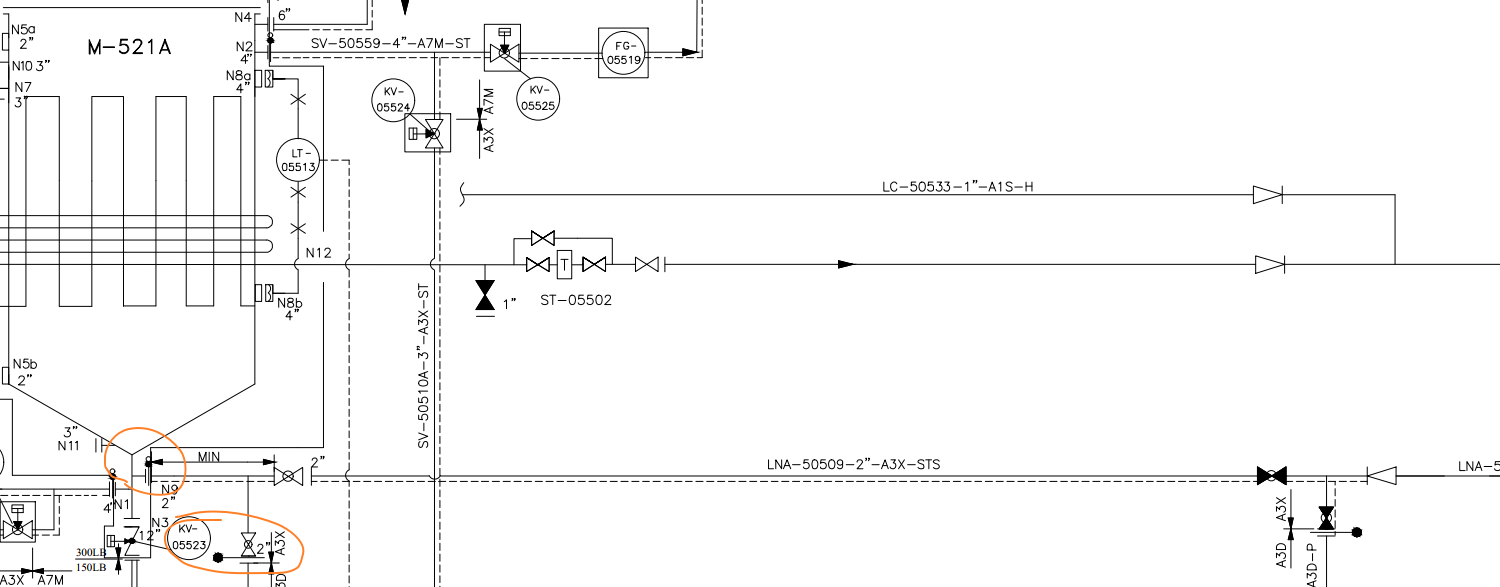 N4
6"
N5a
2"
M-521A
N2
4"
SV-50559-4"-A7M-ST
FG-
05519
N10 3"
N7
3"
N8a
4"
KV-
05524
KV-
05525
A7M
A3X
LT-
05513
LC-50533-1"-A1S-H
N12
1"
ST-05502
T
N8b
4"
SV-50510A-3"-A3X-ST
N5b
2"
3"
N11
MIN
2"
LNA-50509-2"-A3X-STS
LNA-5
N9
2"
4"
N1
N3
12"
KV-
05523
2"
A3X
A3X
A3D
A3D-P
300LB
150LB
A3X
A7M